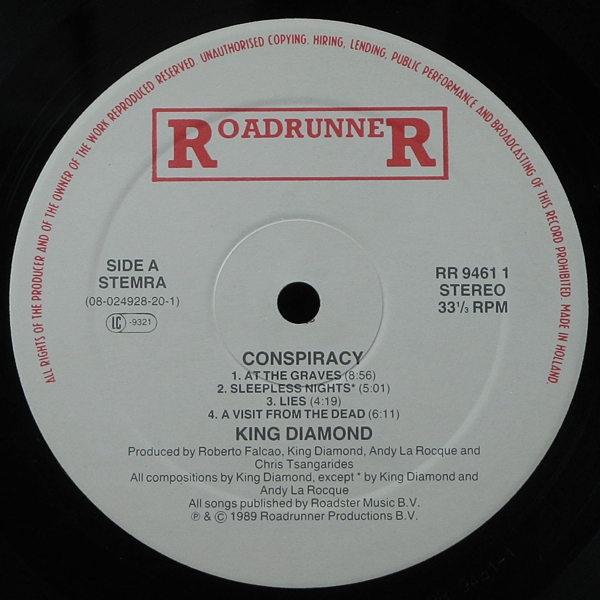 ALL RIGHTS OF THE PRODUCER AND OF THE OWNER OF THE WORK REPRODUCED RESERVED. UNAUTHORISED COPYING, HIRING, LENDING, PUBLIC PERFORMANCE AND BROADCASTING OF THIS RECORD PROHIBITED. MADE IN HOLLAND.
ROADRUNNER
SIDE A
STEMRA
(08-024928-20-1)
LC -9321
RR 9461 1
STEREO
33⅓ RPM
CONSPIRACY
1. AT THE GRAVES (8:56)
2. SLEEPLESS NIGHTS* (5:01)
3. LIES (4:19)
4. A VISIT FROM THE DEAD (6:11)
KING DIAMOND
Produced by Roberto Falcao, King Diamond, Andy La Rocque and
Chris Tsangarides
All compositions by King Diamond, except * by King Diamond and
Andy La Rocque
All songs published by Roadster Music B.V.
℗ & © 1989 Roadrunner Productions B.V.